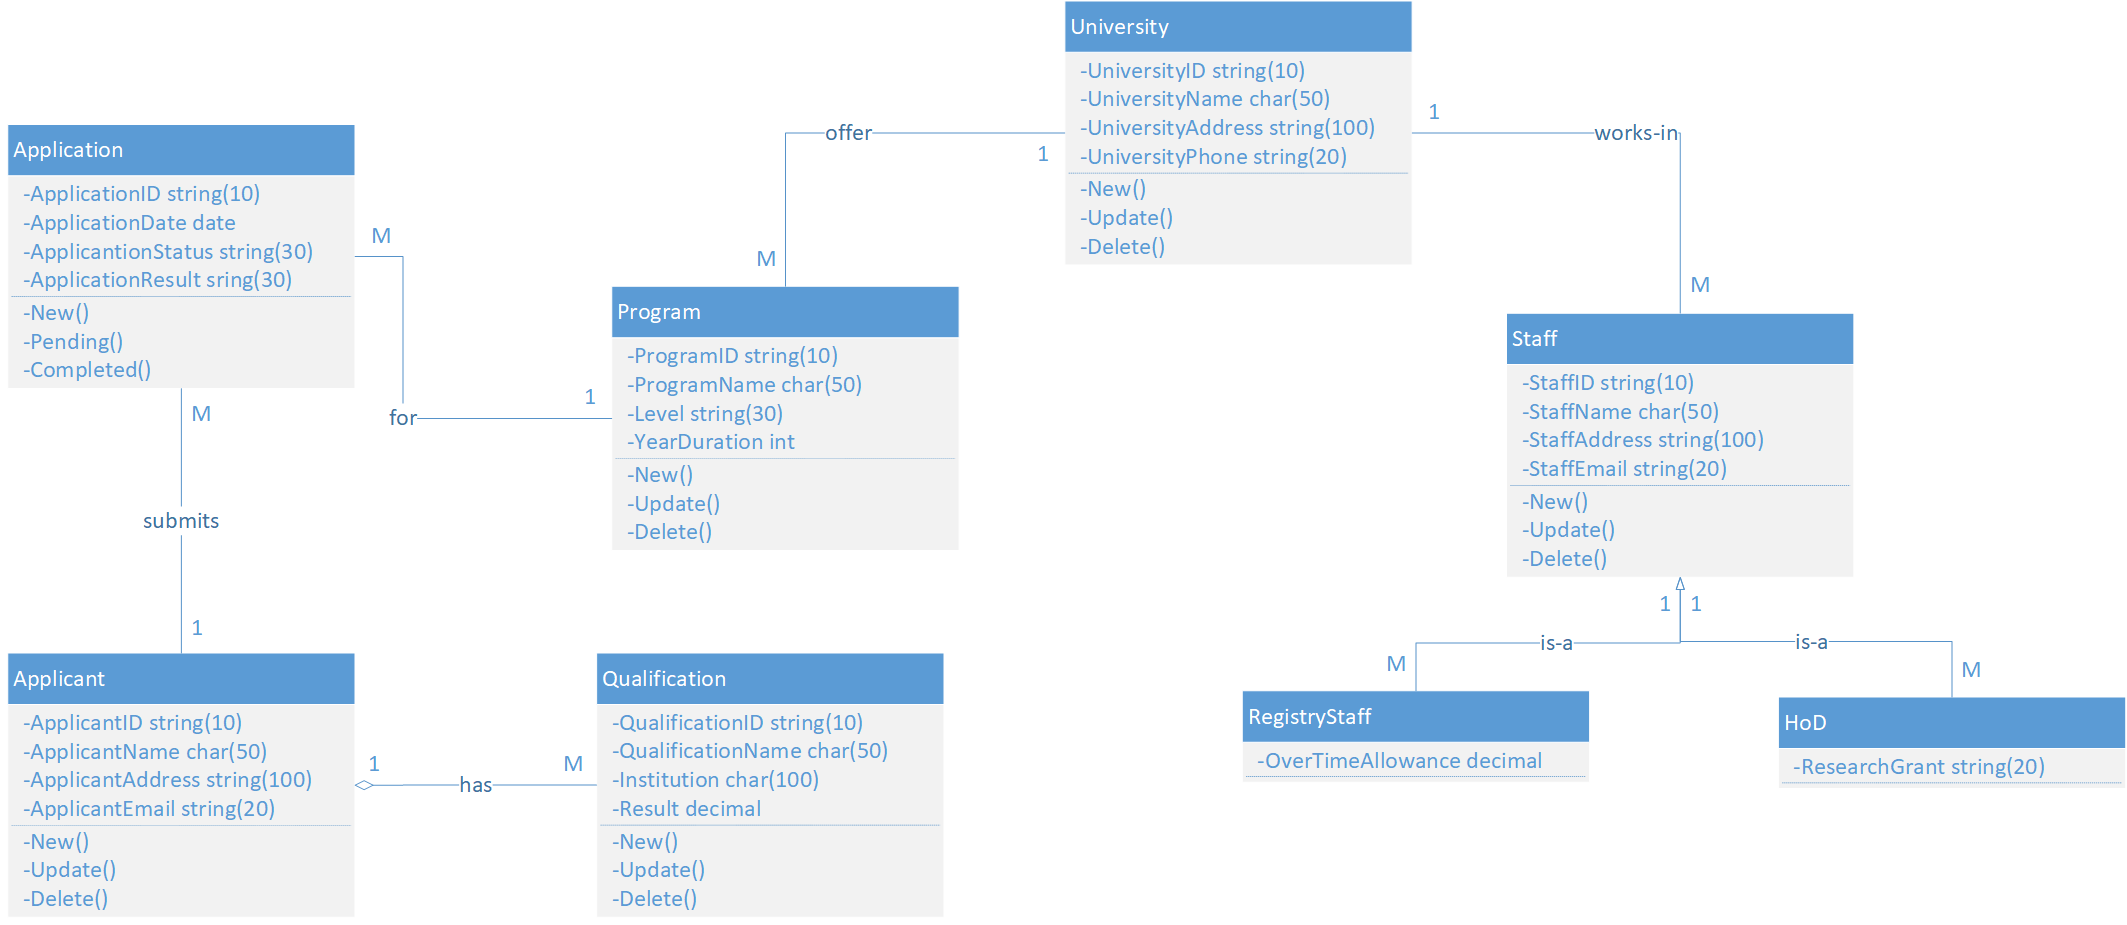 University
-UniversityID string(10)
-UniversityName char(50)
-UniversityAddress string(100)
-UniversityPhone string(20)
-New()
-Update()
-Delete()
1
works-in
M
offer
1
M
Application
-ApplicationID string(10)
-ApplicationDate date
-ApplicantionStatus string(30)
-ApplicationResult sring(30)
-New()
-Pending()
-Completed()
M
for
1
Program
-ProgramID string(10)
-ProgramName char(50)
-Level string(30)
-YearDuration int
-New()
-Update()
-Delete()
Staff
-StaffID string(10)
-StaffName char(50)
-StaffAddress string(100)
-StaffEmail string(20)
-New()
-Update()
-Delete()
M
submits
1
Applicant
-ApplicantID string(10)
-ApplicantName char(50)
-ApplicantAddress string(100)
-ApplicantEmail string(20)
-New()
-Update()
-Delete()
1
has
M
Qualification
-QualificationID string(10)
-QualificationName char(50)
-Institution char(100)
-Result decimal
-New()
-Update()
-Delete()
1 1
is-a
is-a
M
M
RegistryStaff
-OverTimeAllowance decimal
HoD
-ResearchGrant string(20)